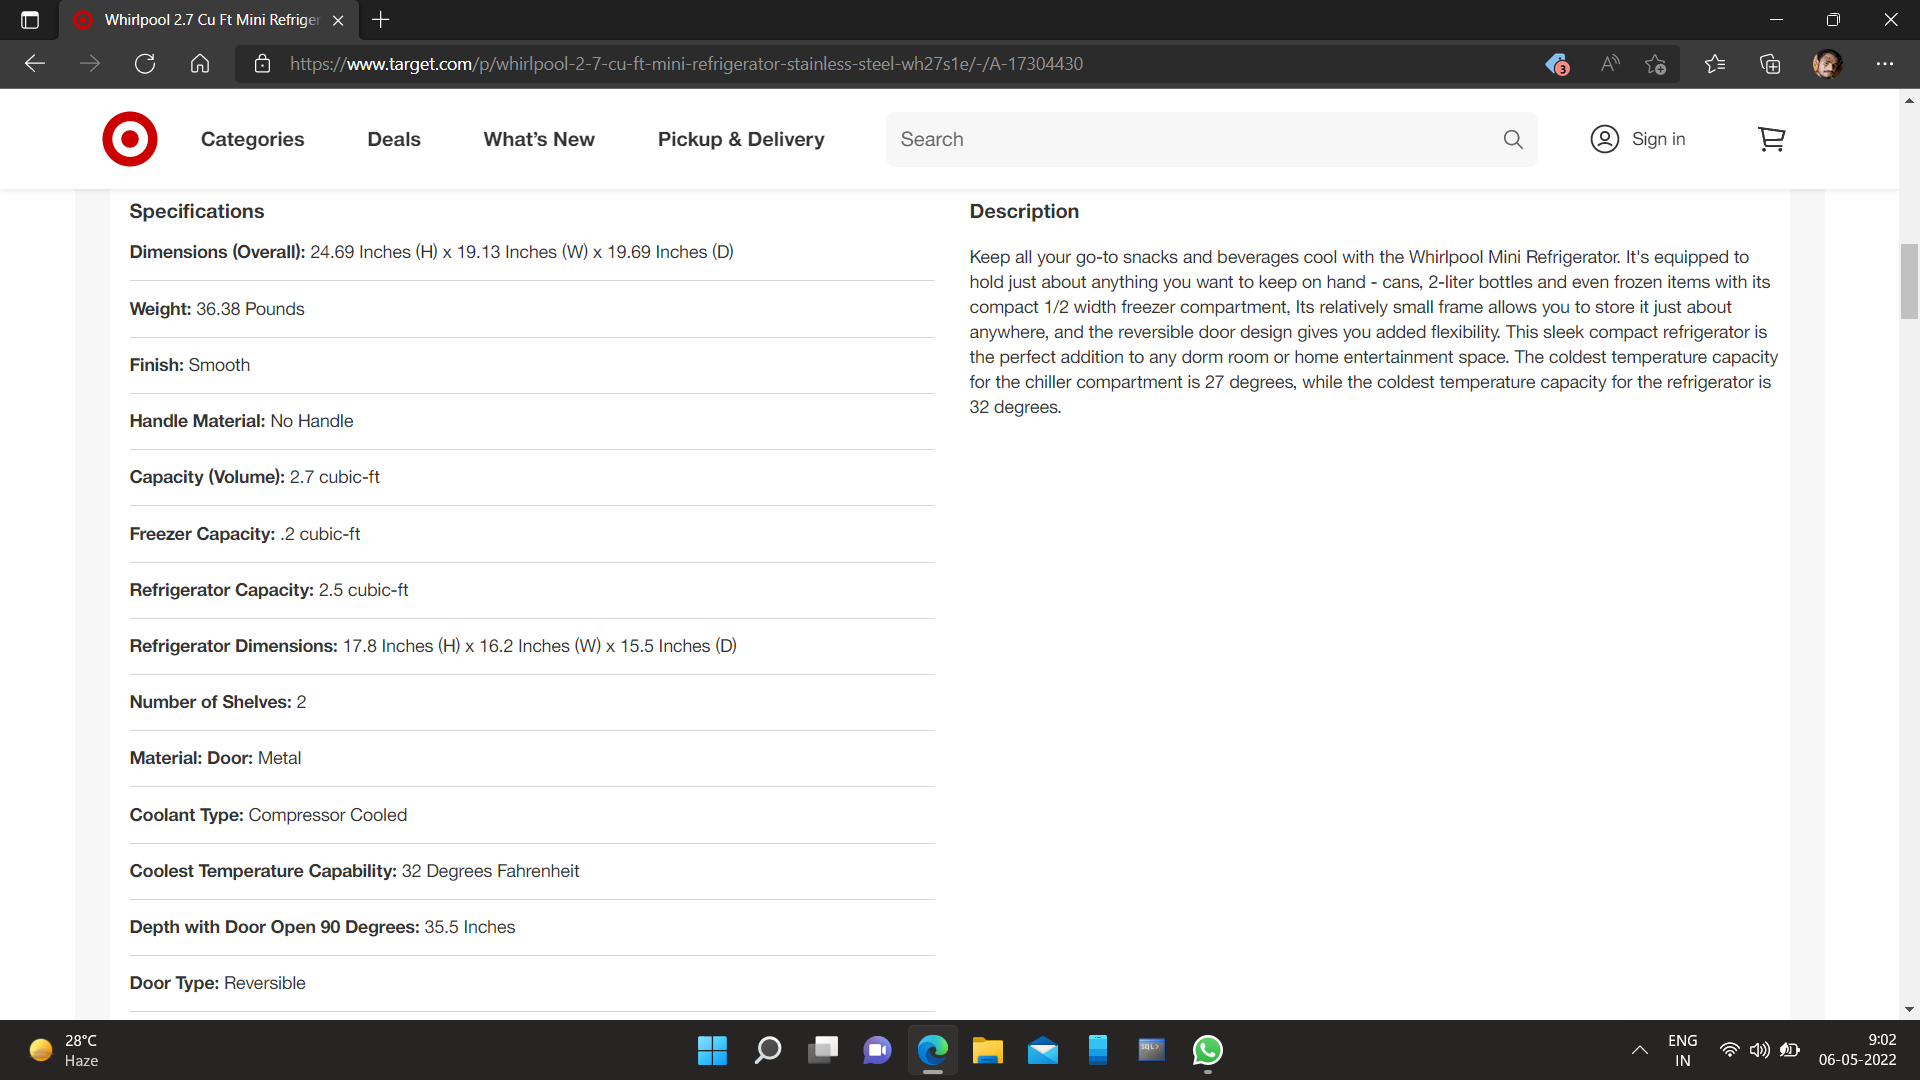 Whirlpool 2.7 Cu Ft Mini Refriger
https://www.target.com/p/whirlpool-2-7-cu-ft-mini-refrigerator-stainless-steel-wh27s1e/-/A-17304430
3
Categories
Deals
What's New
Pickup & Delivery
Search
Sign in
Specifications
Dimensions (Overall): 24.69 Inches (H) x 19.13 Inches (W) x 19.69 Inches (D)
Weight: 36.38 Pounds
Finish: Smooth
Handle Material: No Handle
Capacity (Volume): 2.7 cubic-ft
Freezer Capacity: .2 cubic-ft
Refrigerator Capacity: 2.5 cubic-ft
Refrigerator Dimensions: 17.8 Inches (H) x 16.2 Inches (W) x 15.5 Inches (D)
Number of Shelves: 2
Material: Door: Metal
Coolant Type: Compressor Cooled
Coolest Temperature Capability: 32 Degrees Fahrenheit
Depth with Door Open 90 Degrees: 35.5 Inches
Door Type: Reversible
Description
Keep all your go-to snacks and beverages cool with the Whirlpool Mini Refrigerator. It's equipped to
hold just about anything you want to keep on hand - cans, 2-liter bottles and even frozen items with its
compact 1/2 width freezer compartment, Its relatively small frame allows you to store it just about
anywhere, and the reversible door design gives you added flexibility. This sleek compact refrigerator is
the perfect addition to any dorm room or home entertainment space. The coldest temperature capacity
for the chiller compartment is 27 degrees, while the coldest temperature capacity for the refrigerator is
32 degrees.
28°C
Haze
SQL>
ENG
IN
9:02
06-05-2022